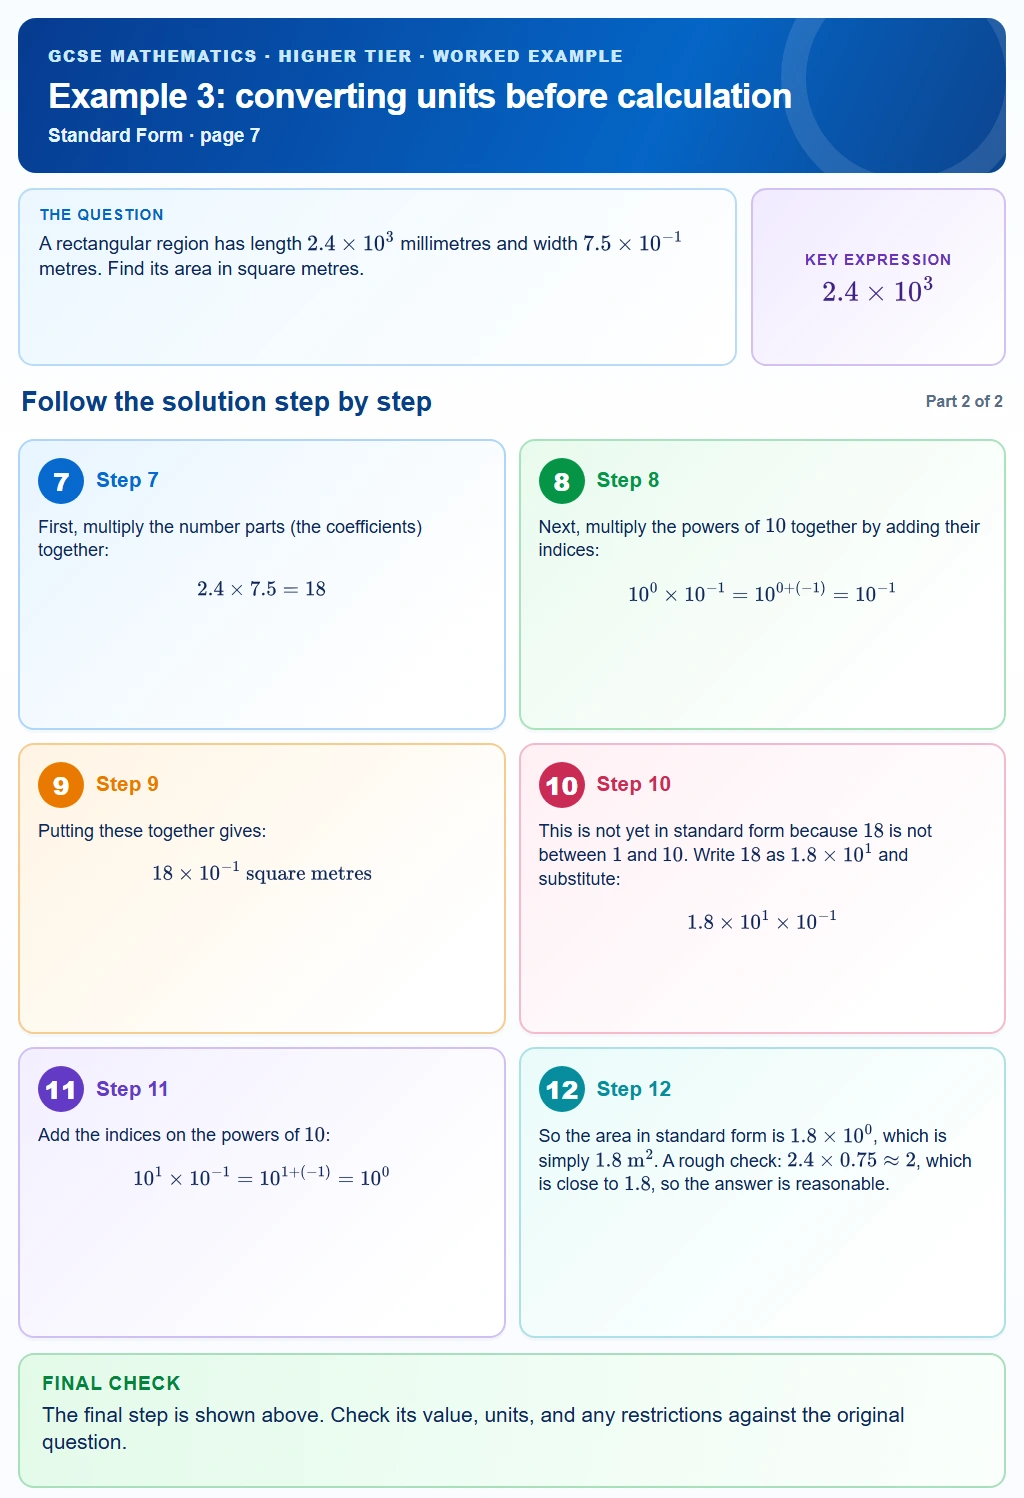 GCSE MATHEMATICS · HIGHER TIER · WORKED EXAMPLE
Example 3: converting units before calculation
Standard Form · page 7
THE QUESTION
A rectangular region has length 2.4 × 10³ millimetres and width 7.5 × 10⁻¹
metres. Find its area in square metres.
KEY EXPRESSION
2.4 × 10³
Follow the solution step by step
Part 2 of 2
7 Step 7
First, multiply the number parts (the coefficients)
together:
2.4 × 7.5 = 18
8 Step 8
Next, multiply the powers of 10 together by adding their
indices:
10⁰ × 10⁻¹ = 10⁰⁺⁽⁻¹⁾ = 10⁻¹
9 Step 9
Putting these together gives:
18 × 10⁻¹ square metres
10 Step 10
This is not yet in standard form because 18 is not
between 1 and 10. Write 18 as 1.8 × 10¹ and
substitute:
1.8 × 10¹ × 10⁻¹
11 Step 11
Add the indices on the powers of 10:
10¹ × 10⁻¹ = 10¹⁺⁽⁻¹⁾ = 10⁰
12 Step 12
So the area in standard form is 1.8 × 10⁰, which is
simply 1.8 m². A rough check: 2.4 × 0.75 ≈ 2, which
is close to 1.8, so the answer is reasonable.
FINAL CHECK
The final step is shown above. Check its value, units, and any restrictions against the original
question.